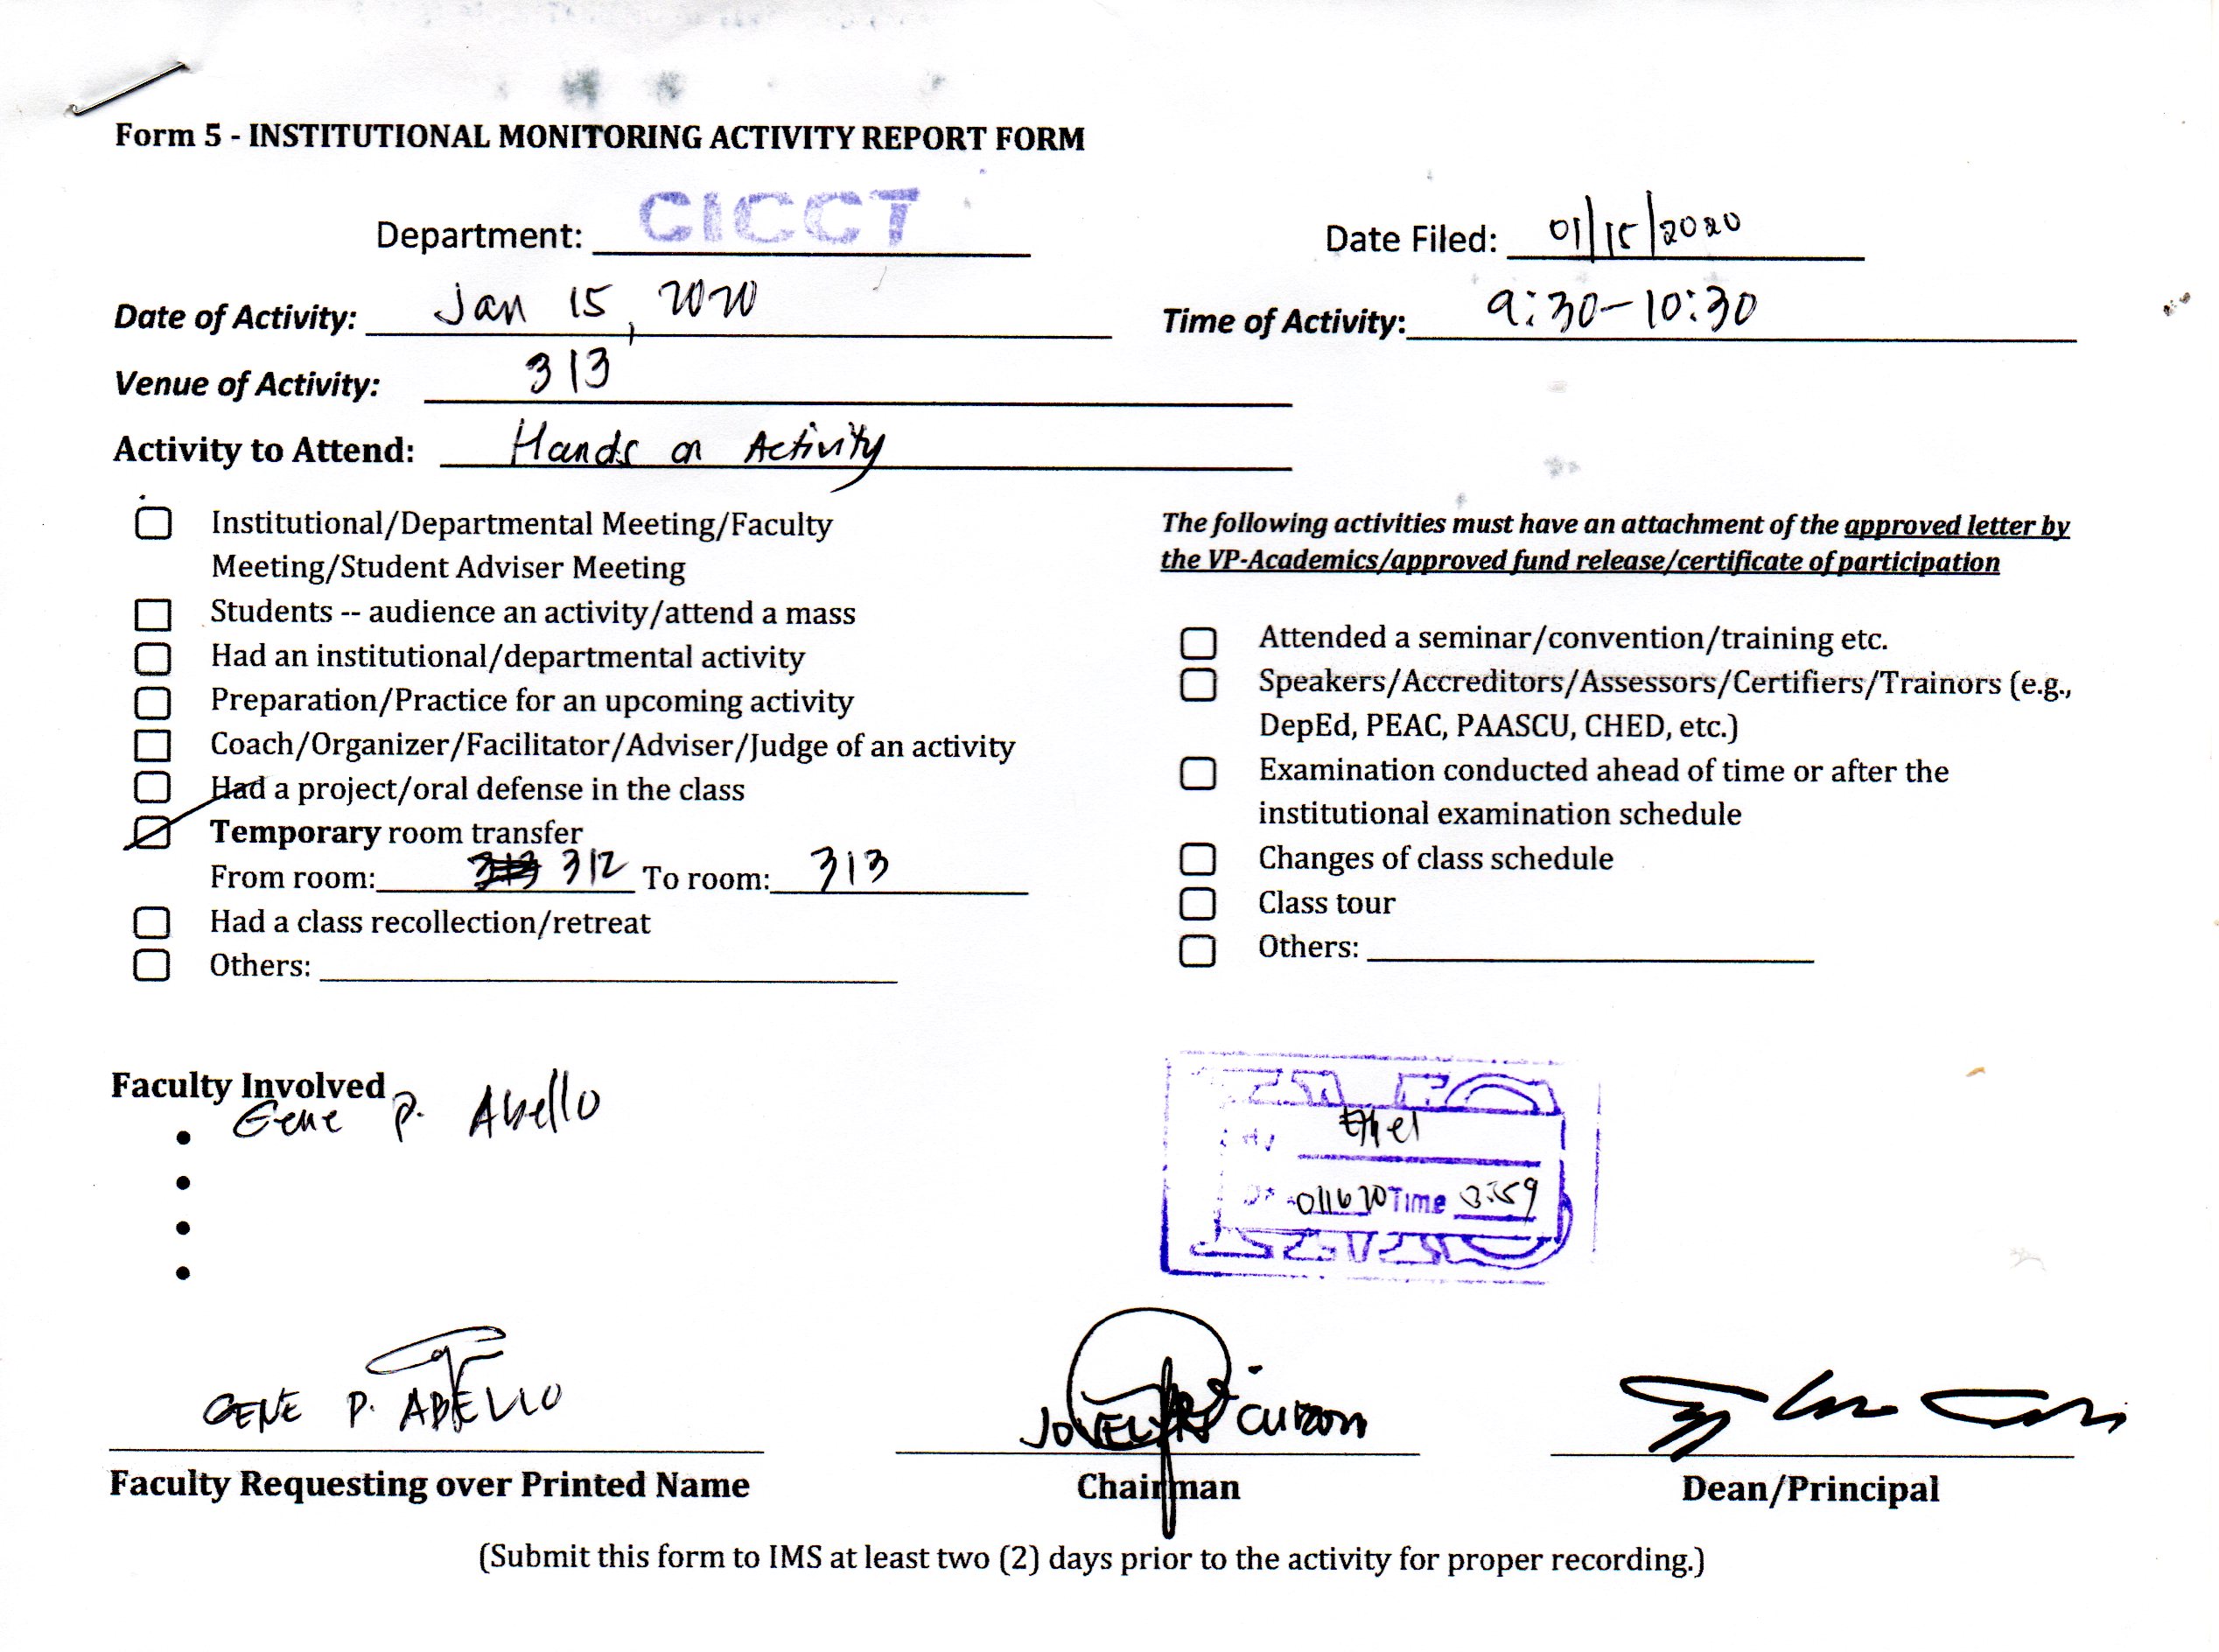 Form 5 - INSTITUTIONAL MONITORING ACTIVITY REPORT FORM
Department: CICCT Date Filed: 01/15/2020
Date of Activity: Jan 15, 2020 Time of Activity: 9:30-10:30
Venue of Activity: 313
Activity to Attend: Hands on Activity
Institutional/Departmental Meeting/Faculty
Meeting/Student Adviser Meeting
Students -- audience an activity/attend a mass
Had an institutional/departmental activity
Preparation/Practice for an upcoming activity
Coach/Organizer/Facilitator/Adviser/Judge of an activity
Had a project/oral defense in the class
Temporary room transfer
From room: 312 To room: 313
Had a class recollection/retreat
Others:
The following activities must have an attachment of the approved letter by
the VP-Academics/approved fund release/certificate of participation
Attended a seminar/convention/training etc.
Speakers/Accreditors/Assessors/Certifiers/Trainors (e.g.,
DepEd, PEAC, PAASCU, CHED, etc.)
Examination conducted ahead of time or after the
institutional examination schedule
Changes of class schedule
Class tour
Others:
Faculty Involved
Gene P. Abello
Ethel
011620 Time 3:59
GENE P. ABELLO
Faculty Requesting over Printed Name Chairman Dean/Principal
(Submit this form to IMS at least two (2) days prior to the activity for proper recording.)